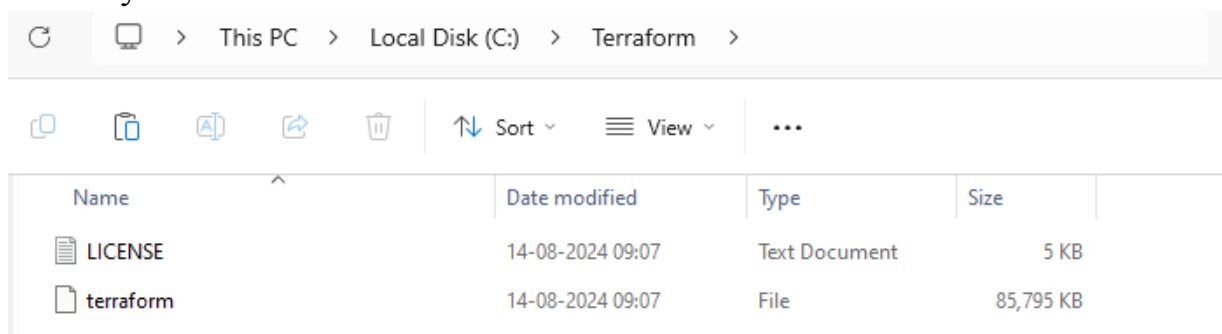 This PC > Local Disk (C:) > Terraform >
Sort View ...
Name Date modified Type Size
LICENSE 14-08-2024 09:07 Text Document 5 KB
terraform 14-08-2024 09:07 File 85,795 KB